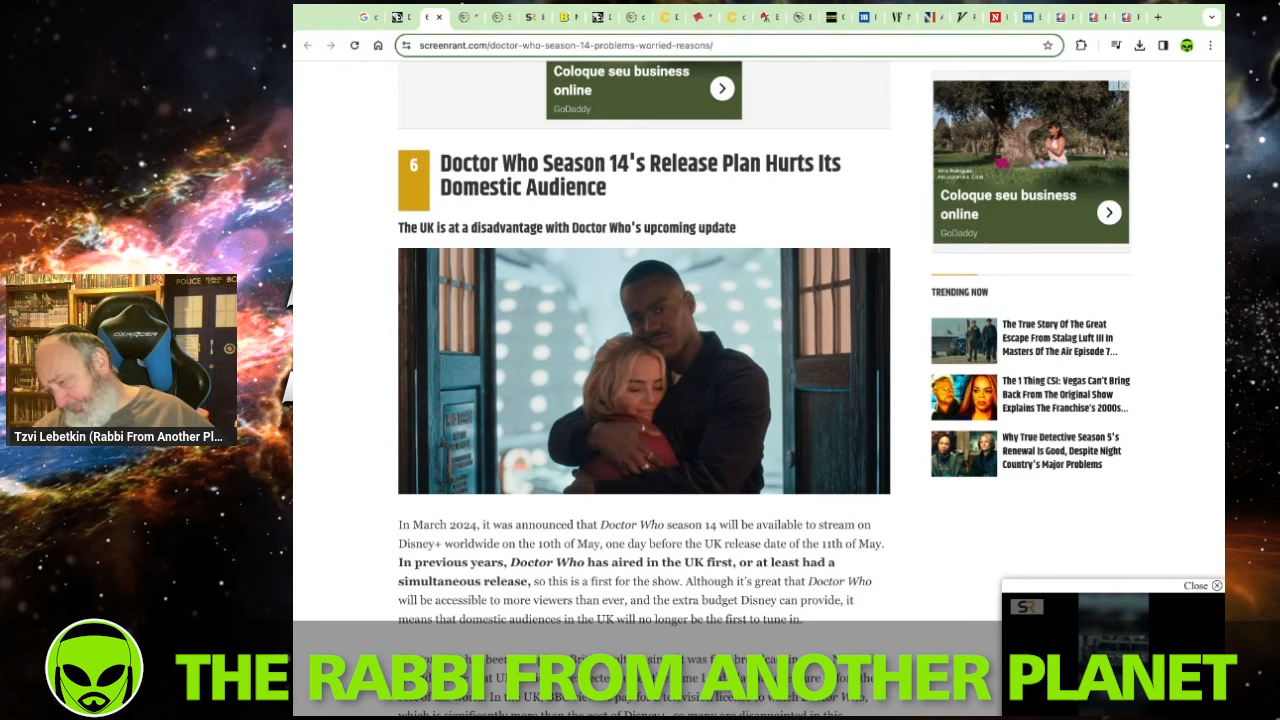 screenrant.com/doctor-who-season-14-problems-worried-reasons/
Coloque seu business
online
GoDaddy
6
Doctor Who Season 14's Release Plan Hurts Its
Domestic Audience
The UK is at a disadvantage with Doctor Who's upcoming update
In March 2024, it was announced that Doctor Who season 14 will be available to stream on
Disney+ worldwide on the 10th of May, one day before the UK release date of the 11th of May.
In previous years, Doctor Who has aired in the UK first, or at least had a
simultaneous release, so this is a first for the show. Although it's great that Doctor Who
will be accessible to more viewers than ever, and the extra budget Disney can provide, it
means that domestic audiences in the UK will no longer be the first to tune in.
Coloque seu business
online
GoDaddy
TRENDING NOW
The True Story Of The Great
Escape From Stalag Luft III In
Masters Of The Air Episode 7...
The 1 Thing CSI: Vegas Can't Bring
Back From The Original Show
Explains The Franchise's 2000s...
Why True Detective Season 5's
Renewal Is Good, Despite Night
Country's Major Problems
Close
SR
POLICE
BO
DXRACER
Tzvi Lebetkin (Rabbi From Another Pl...
THE RABBI FROM ANOTHER PLANET